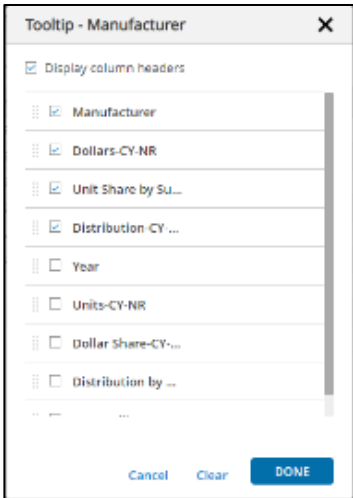 Tooltip - Manufacturer
Display column headers
Manufacturer
Dollars-CY-NR
Unit Share by Su...
Distribution-CY-...
Year
Units-CY-NR
Dollar Share-CY-...
Distribution by ...
Cancel Clear DONE